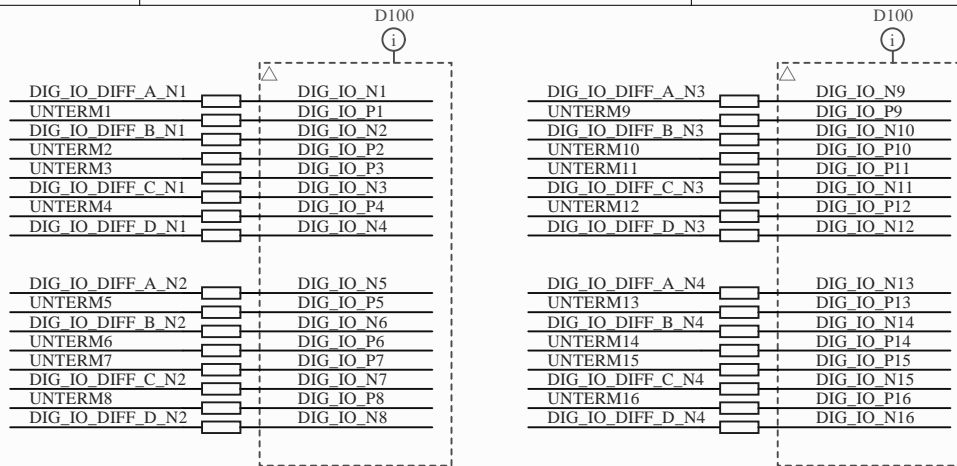 D100
i
DIG_IO_DIFF_A_N1 DIG_IO_N1
UNTERM1 DIG_IO_P1
DIG_IO_DIFF_B_N1 DIG_IO_N2
UNTERM2 DIG_IO_P2
UNTERM3 DIG_IO_P3
DIG_IO_DIFF_C_N1 DIG_IO_N3
UNTERM4 DIG_IO_P4
DIG_IO_DIFF_D_N1 DIG_IO_N4
DIG_IO_DIFF_A_N2 DIG_IO_N5
UNTERM5 DIG_IO_P5
DIG_IO_DIFF_B_N2 DIG_IO_N6
UNTERM6 DIG_IO_P6
UNTERM7 DIG_IO_P7
DIG_IO_DIFF_C_N2 DIG_IO_N7
UNTERM8 DIG_IO_P8
DIG_IO_DIFF_D_N2 DIG_IO_N8
D100
i
DIG_IO_DIFF_A_N3 DIG_IO_N9
UNTERM9 DIG_IO_P9
DIG_IO_DIFF_B_N3 DIG_IO_N10
UNTERM10 DIG_IO_P10
UNTERM11 DIG_IO_P11
DIG_IO_DIFF_C_N3 DIG_IO_N11
UNTERM12 DIG_IO_P12
DIG_IO_DIFF_D_N3 DIG_IO_N12
DIG_IO_DIFF_A_N4 DIG_IO_N13
UNTERM13 DIG_IO_P13
DIG_IO_DIFF_B_N4 DIG_IO_N14
UNTERM14 DIG_IO_P14
UNTERM15 DIG_IO_P15
DIG_IO_DIFF_C_N4 DIG_IO_N15
UNTERM16 DIG_IO_P16
DIG_IO_DIFF_D_N4 DIG_IO_N16